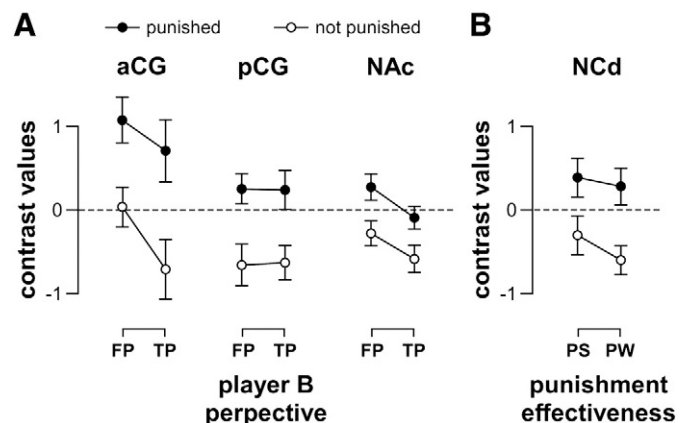 A
punished
not punished
B
aCG
pCG
NAc
NCd
contrast values
1
0
-1
contrast values
1
0
-1
FP TP
FP TP
FP TP
PS PW
player B
perpective
punishment
effectiveness